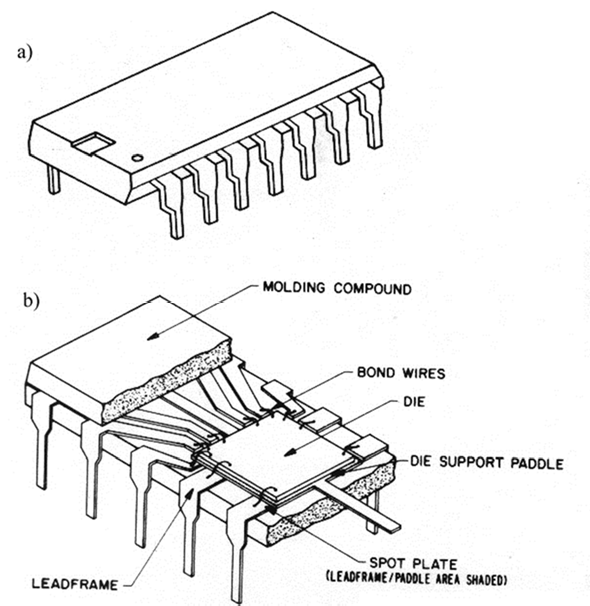 a)
b)
MOLDING COMPOUND
BOND WIRES
DIE
DIE SUPPORT PADDLE
SPOT PLATE
(LEADFRAME/PADDLE AREA SHADED)
LEADFRAME